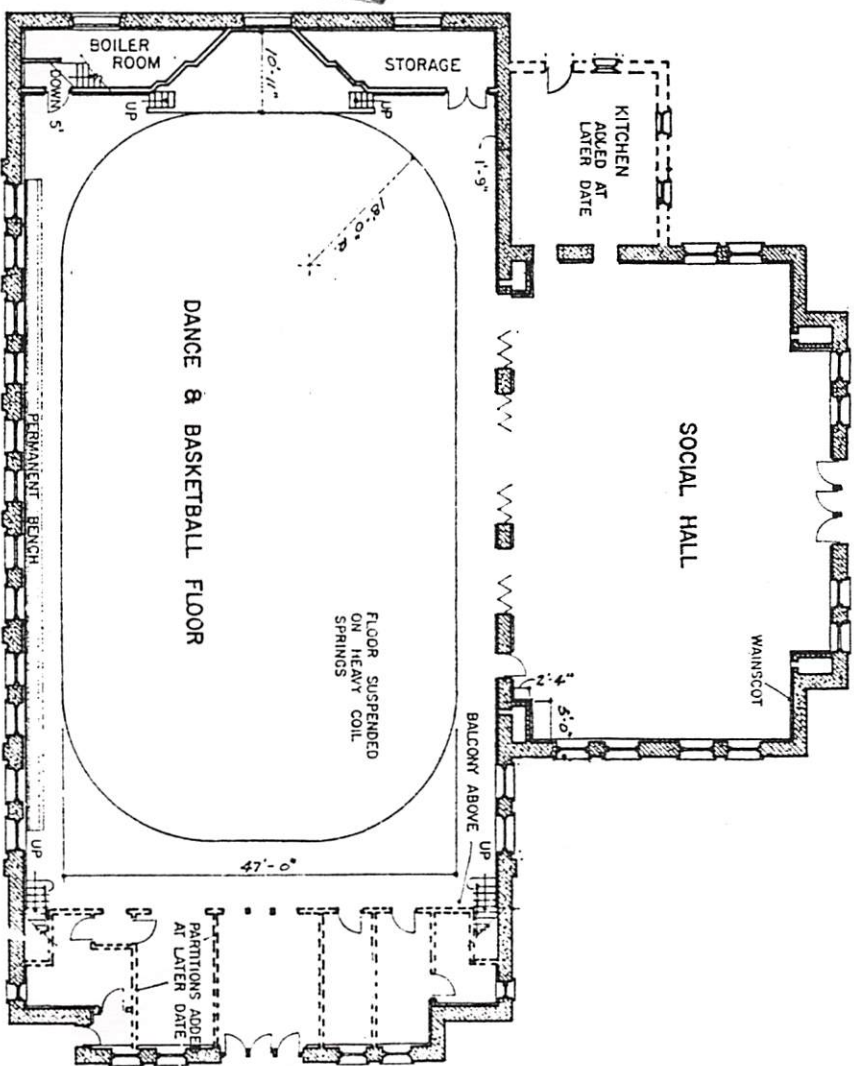 BOILER
ROOM
STORAGE
DOWN 5'
UP
UP
10'-11"
1'-9"
18'-0" R.
KITCHEN
ADDED AT
LATER DATE
SOCIAL HALL
WAINSCOT
DANCE & BASKETBALL FLOOR
FLOOR SUSPENDED
ON HEAVY COIL
SPRINGS
PERMANENT BENCH
2'-4"
BALCONY ABOVE
UP
UP
47'-0"
PARTITIONS ADDED
AT LATER DATE